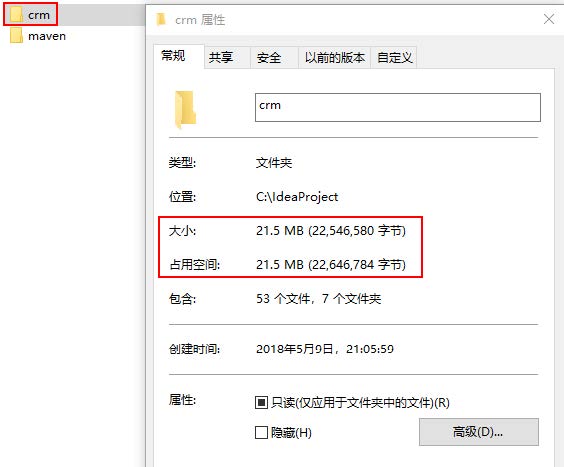 crm
maven
crm 属性
常规 共享 安全 以前的版本 自定义
crm
类型: 文件夹
位置: C:\IdeaProject
大小: 21.5 MB (22,546,580 字节)
占用空间: 21.5 MB (22,646,784 字节)
包含: 53 个文件，7 个文件夹
创建时间: 2018年5月9日，21:05:59
属性: 只读(仅应用于文件夹中的文件)(R)
隐藏(H)
高级(D)...